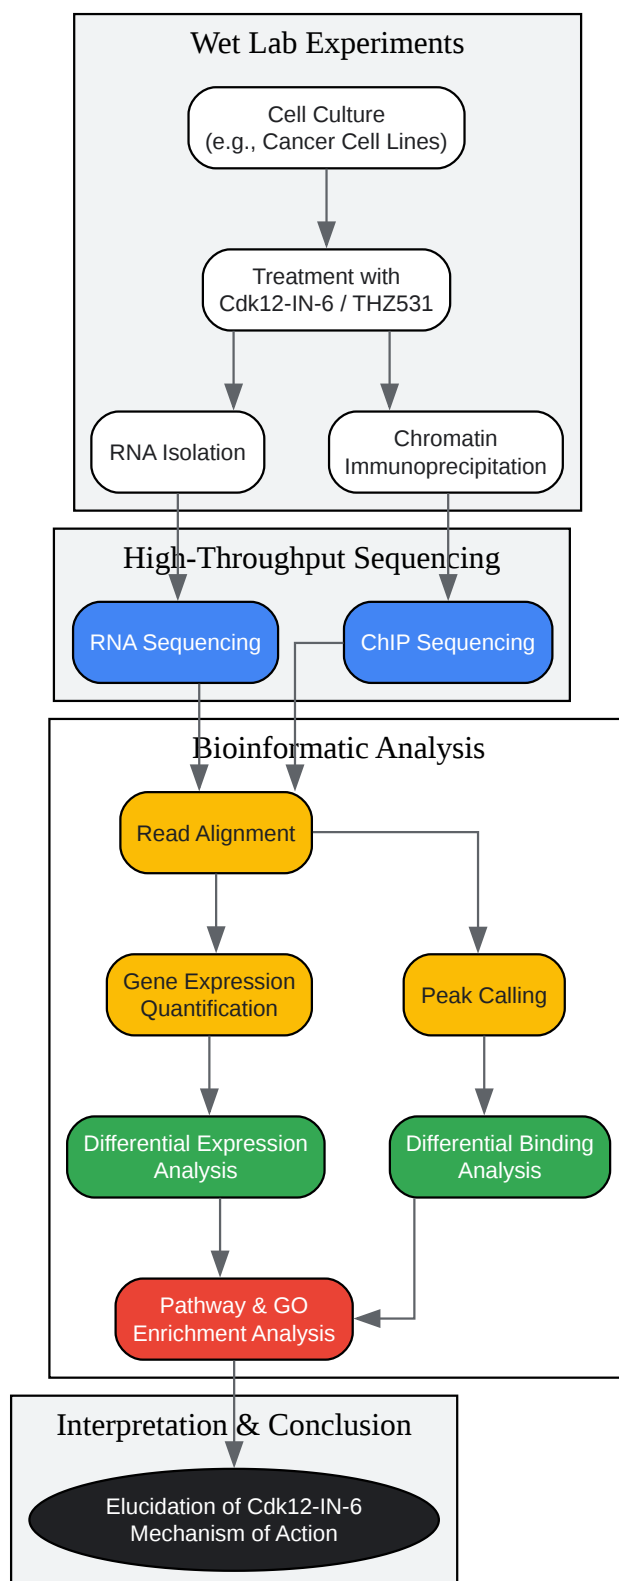 Wet Lab Experiments
Cell Culture
(e.g., Cancer Cell Lines)
Treatment with
Cdk12-IN-6 / THZ531
RNA Isolation
Chromatin
Immunoprecipitation
High-Throughput Sequencing
RNA Sequencing
ChIP Sequencing
Bioinformatic Analysis
Read Alignment
Gene Expression
Quantification
Peak Calling
Differential Expression
Analysis
Differential Binding
Analysis
Pathway & GO
Enrichment Analysis
Interpretation & Conclusion
Elucidation of Cdk12-IN-6
Mechanism of Action